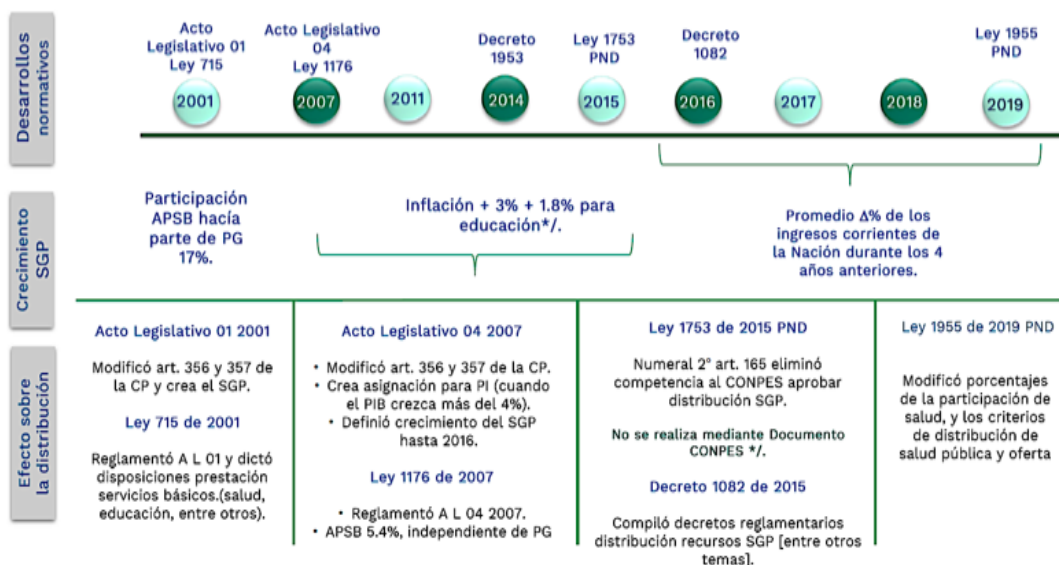 Desarrollos
normativos
Acto
Legislativo 01
Ley 715
Acto Legislativo
04
Ley 1176
Decreto
1953
Ley 1753
PND
Decreto
1082
Ley 1955
PND
2001
2007
2011
2014
2015
2016
2017
2018
2019
Crecimiento
SGP
Participación
APSB hacía
parte de PG
17%.
Inflación + 3% + 1.8% para
educación*/.
Promedio Δ% de los
ingresos corrientes de
la Nación durante los 4
años anteriores.
Efecto sobre
la distribución
Acto Legislativo 01 2001
Modificó art. 356 y 357 de
la CP y crea el SGP.
Ley 715 de 2001
Reglamentó A L 01 y dictó
disposiciones prestación
servicios básicos.(salud,
educación, entre otros).
Acto Legislativo 04 2007
• Modificó art. 356 y 357 de la CP.
• Crea asignación para PI (cuando
el PIB crezca más del 4%).
• Definió crecimiento del SGP
hasta 2016.
Ley 1176 de 2007
• Reglamentó A L 04 2007.
• APSB 5.4%, independiente de PG
Ley 1753 de 2015 PND
Numeral 2° art. 165 eliminó
competencia al CONPES aprobar
distribución SGP.
No se realiza mediante Documento
CONPES */.
Decreto 1082 de 2015
Compiló decretos reglamentarios
distribución recursos SGP [entre otros
temas].
Ley 1955 de 2019 PND
Modificó porcentajes
de la participación de
salud, y los criterios
de distribución de
salud pública y oferta